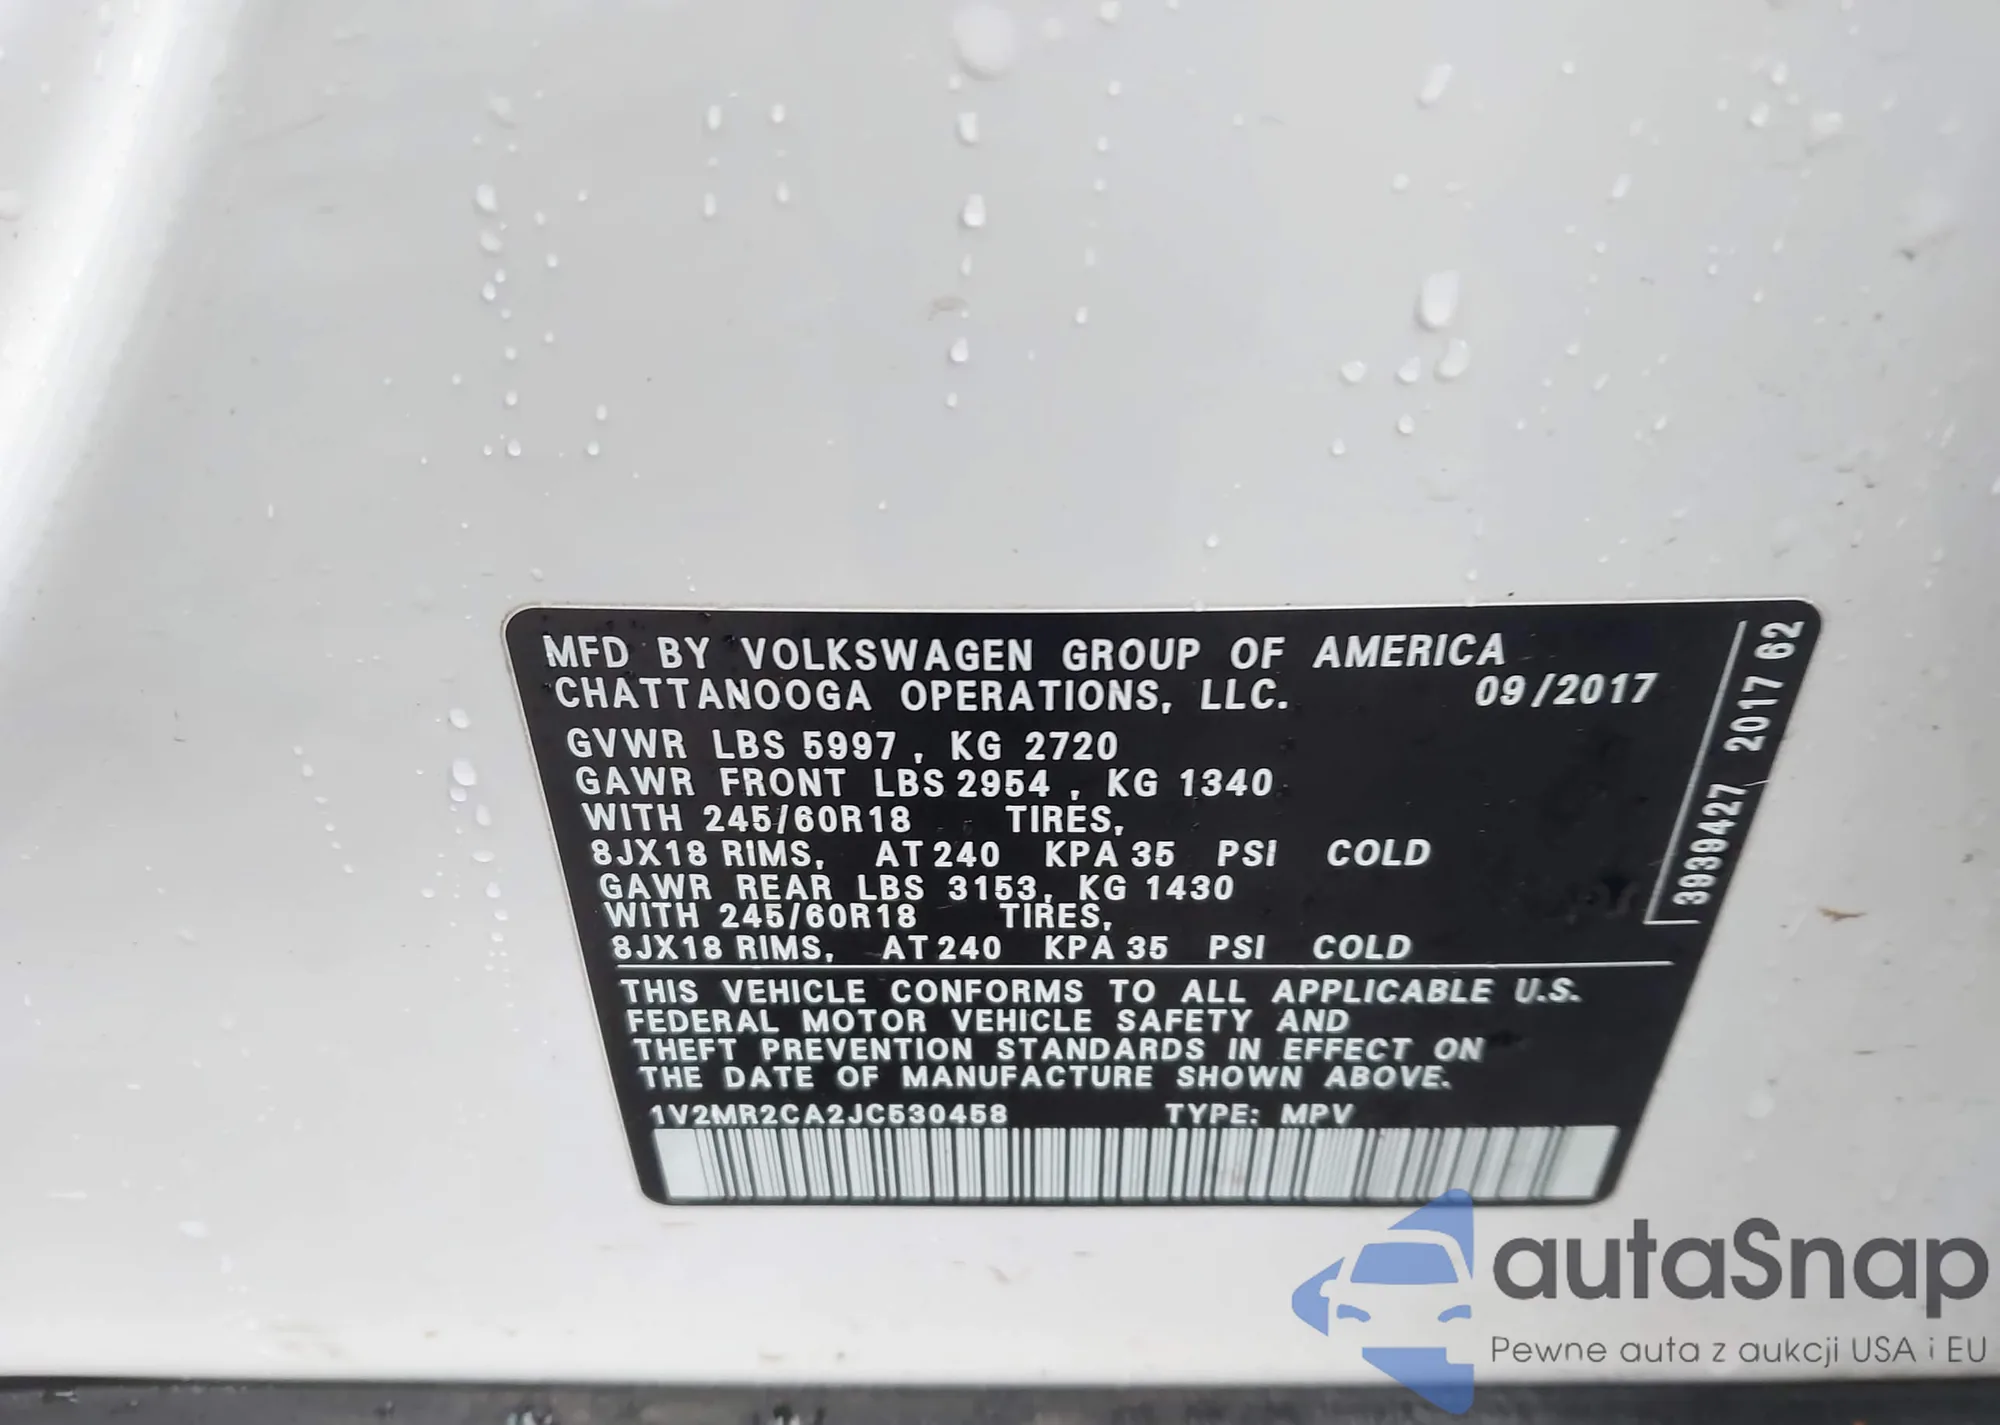 MFD BY VOLKSWAGEN GROUP OF AMERICA
CHATTANOOGA OPERATIONS, LLC. 09/2017
GVWR LBS 5997, KG 2720
GAWR FRONT LBS 2954, KG 1340
WITH 245/60R18 TIRES,
8JX18 RIMS, AT 240 KPA 35 PSI COLD
GAWR REAR LBS 3153, KG 1430
WITH 245/60R18 TIRES,
8JX18 RIMS, AT 240 KPA 35 PSI COLD
THIS VEHICLE CONFORMS TO ALL APPLICABLE U.S.
FEDERAL MOTOR VEHICLE SAFETY AND
THEFT PREVENTION STANDARDS IN EFFECT ON
THE DATE OF MANUFACTURE SHOWN ABOVE.
1V2MR2CA2JC530458 TYPE: MPV
3939427 2017 62
autaSnap
Pewne auta z aukcji USA i EU